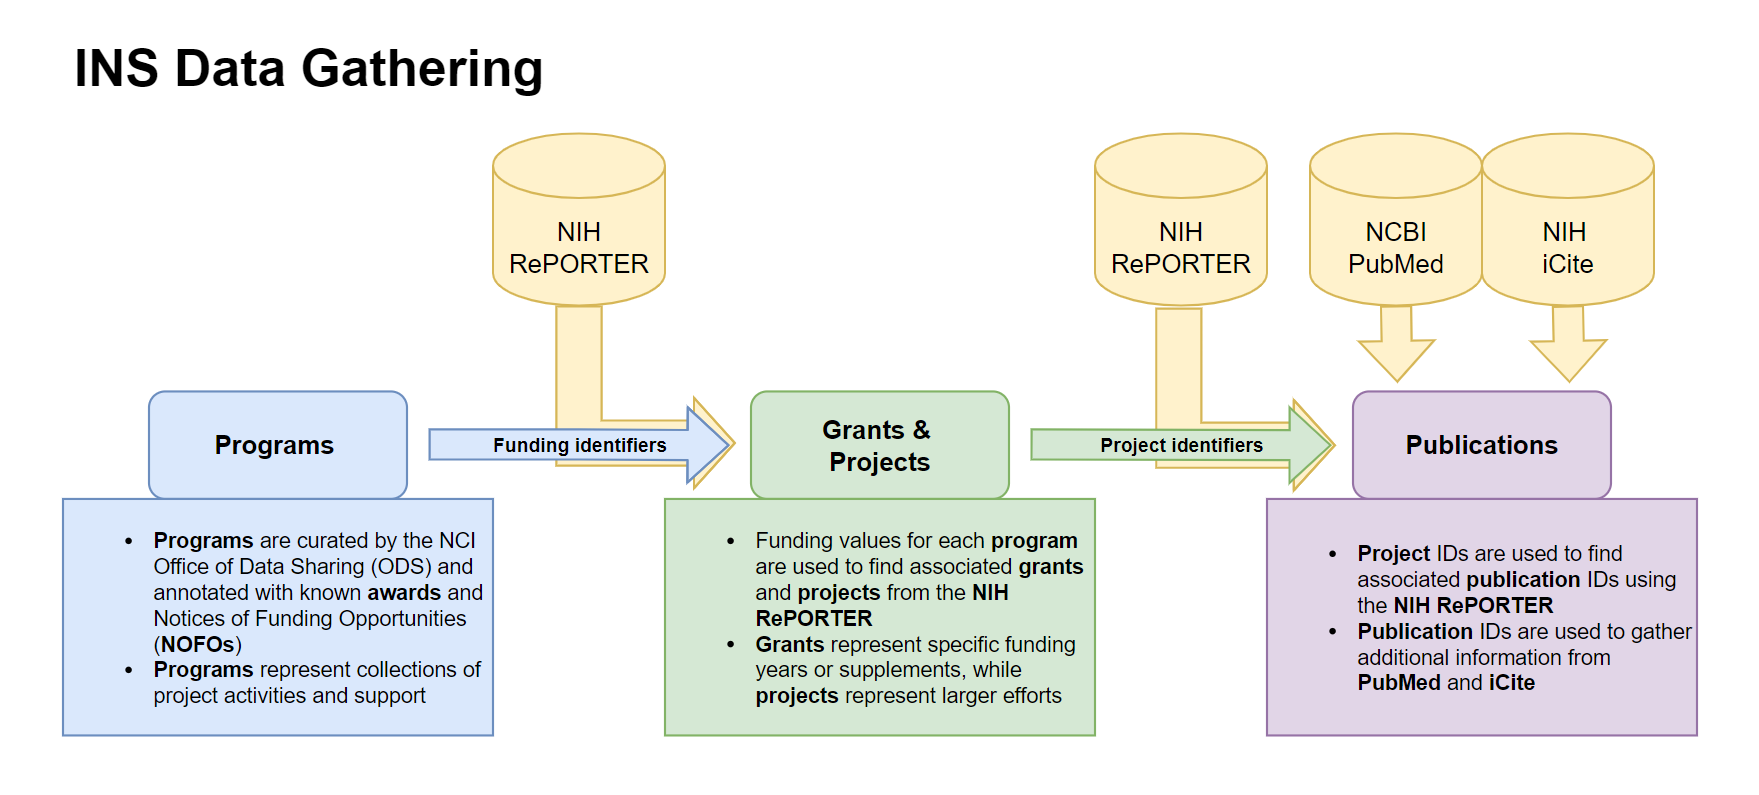 INS Data Gathering
NIH
RePORTER
NIH
RePORTER
NCBI
PubMed
NIH
iCite
Programs
Funding identifiers
Grants &
Projects
Project identifiers
Publications
• Programs are curated by the NCI
Office of Data Sharing (ODS) and
annotated with known awards and
Notices of Funding Opportunities
(NOFOs)
• Programs represent collections of
project activities and support
• Funding values for each program
are used to find associated grants
and projects from the NIH
RePORTER
• Grants represent specific funding
years or supplements, while
projects represent larger efforts
• Project IDs are used to find
associated publication IDs using
the NIH RePORTER
• Publication IDs are used to gather
additional information from
PubMed and iCite